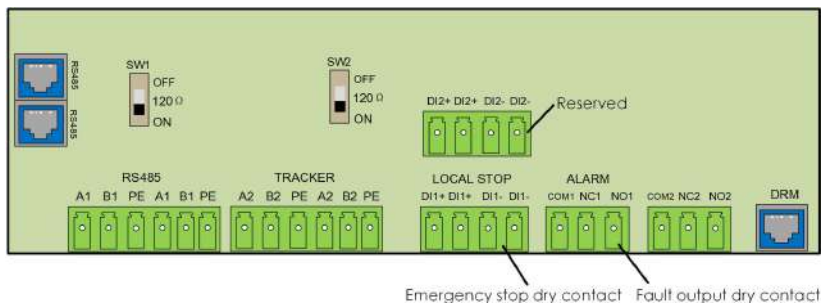 RS485
RS485
SW1
OFF
120 Ω
ON
SW2
OFF
120 Ω
ON
DI2+ DI2+ DI2- DI2-
Reserved
RS485
A1 B1 PE A1 B1 PE
TRACKER
A2 B2 PE A2 B2 PE
LOCAL STOP
DI1+ DI1+ DI1- DI1-
ALARM
COM1 NC1 NO1
COM2 NC2 NO2
DRM
Emergency stop dry contact
Fault output dry contact